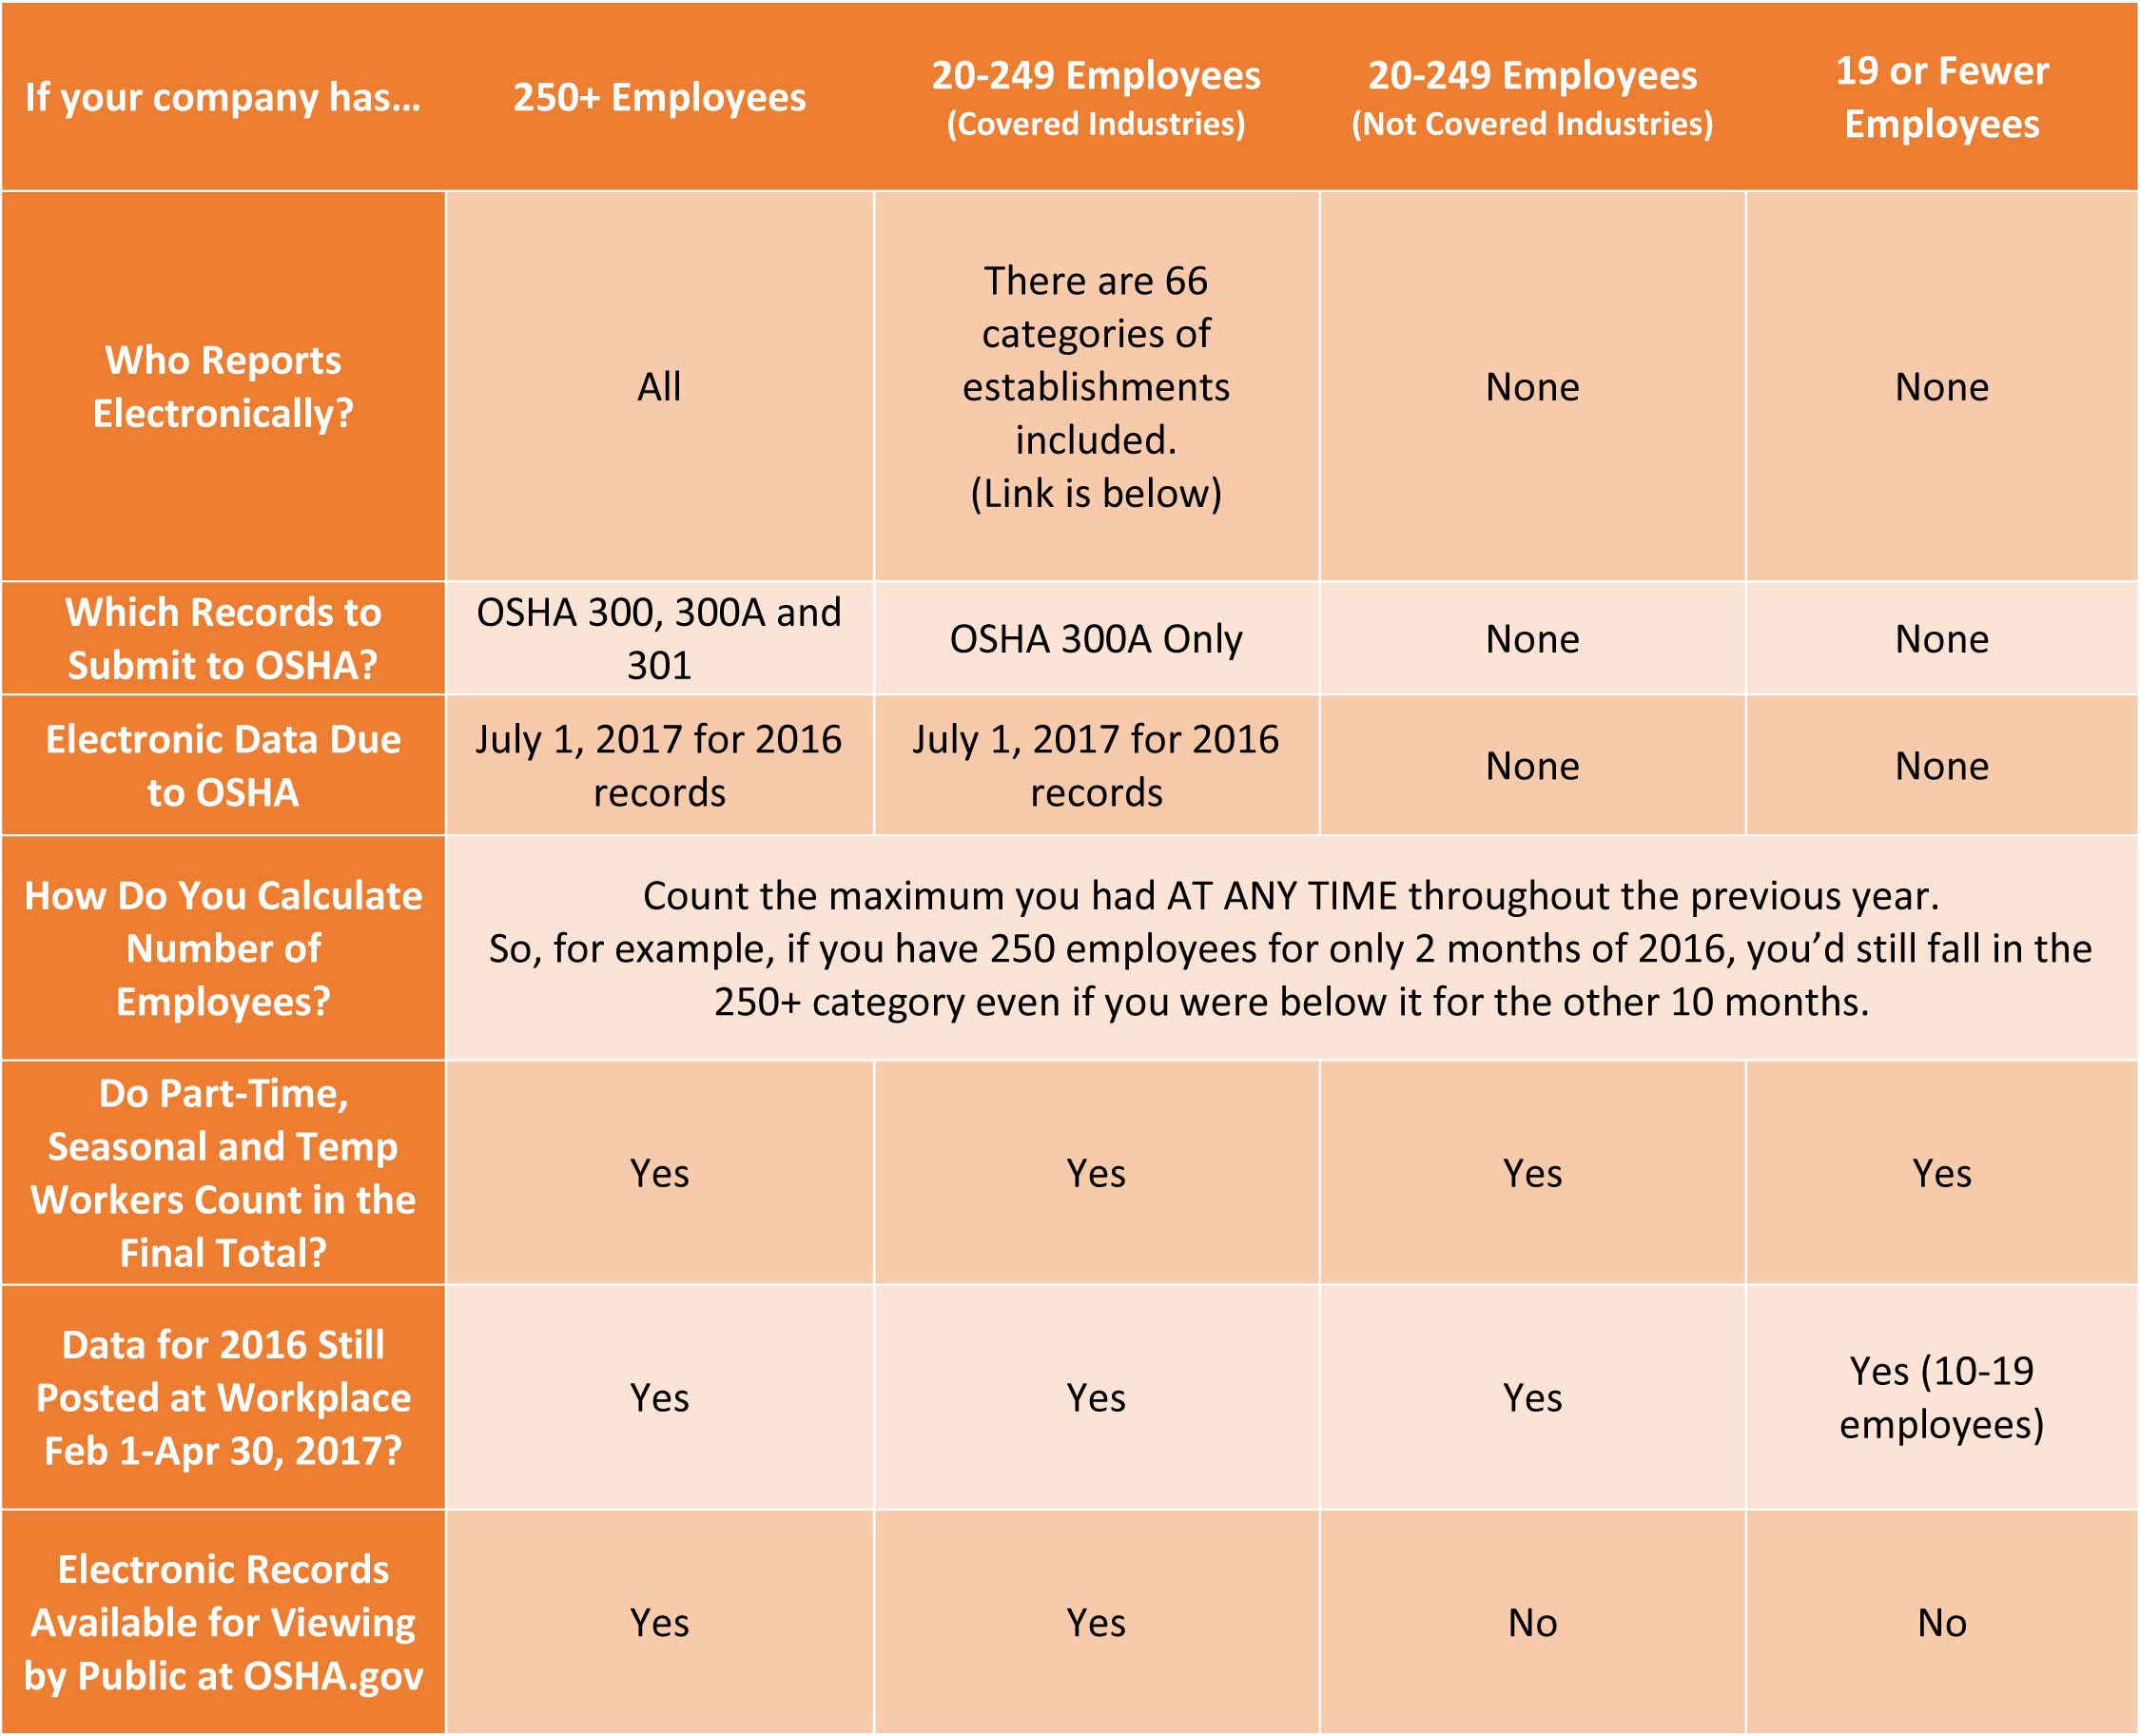 If your company has...
250+ Employees
20-249 Employees
(Covered Industries)
20-249 Employees
(Not Covered Industries)
19 or Fewer
Employees
Who Reports
Electronically?
All
There are 66
categories of
establishments
included.
(Link is below)
None
None
Which Records to
Submit to OSHA?
OSHA 300, 300A and
301
OSHA 300A Only
None
None
Electronic Data Due
to OSHA
July 1, 2017 for 2016
records
July 1, 2017 for 2016
records
None
None
How Do You Calculate
Number of
Employees?
Count the maximum you had AT ANY TIME throughout the previous year.
So, for example, if you have 250 employees for only 2 months of 2016, you’d still fall in the
250+ category even if you were below it for the other 10 months.
Do Part-Time,
Seasonal and Temp
Workers Count in the
Final Total?
Yes
Yes
Yes
Yes
Data for 2016 Still
Posted at Workplace
Feb 1-Apr 30, 2017?
Yes
Yes
Yes
Yes (10-19
employees)
Electronic Records
Available for Viewing
by Public at OSHA.gov
Yes
Yes
No
No